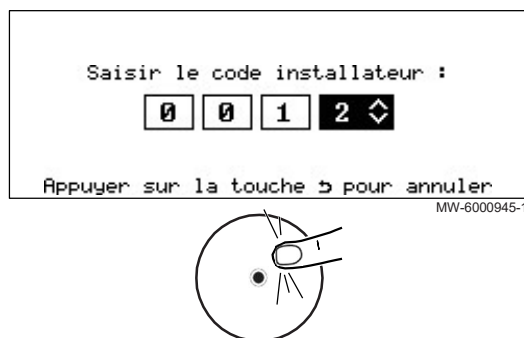 Saisir le code installateur :
0 0 1 2
Appuyer sur la touche ⮌ pour annuler
MW-6000945-1